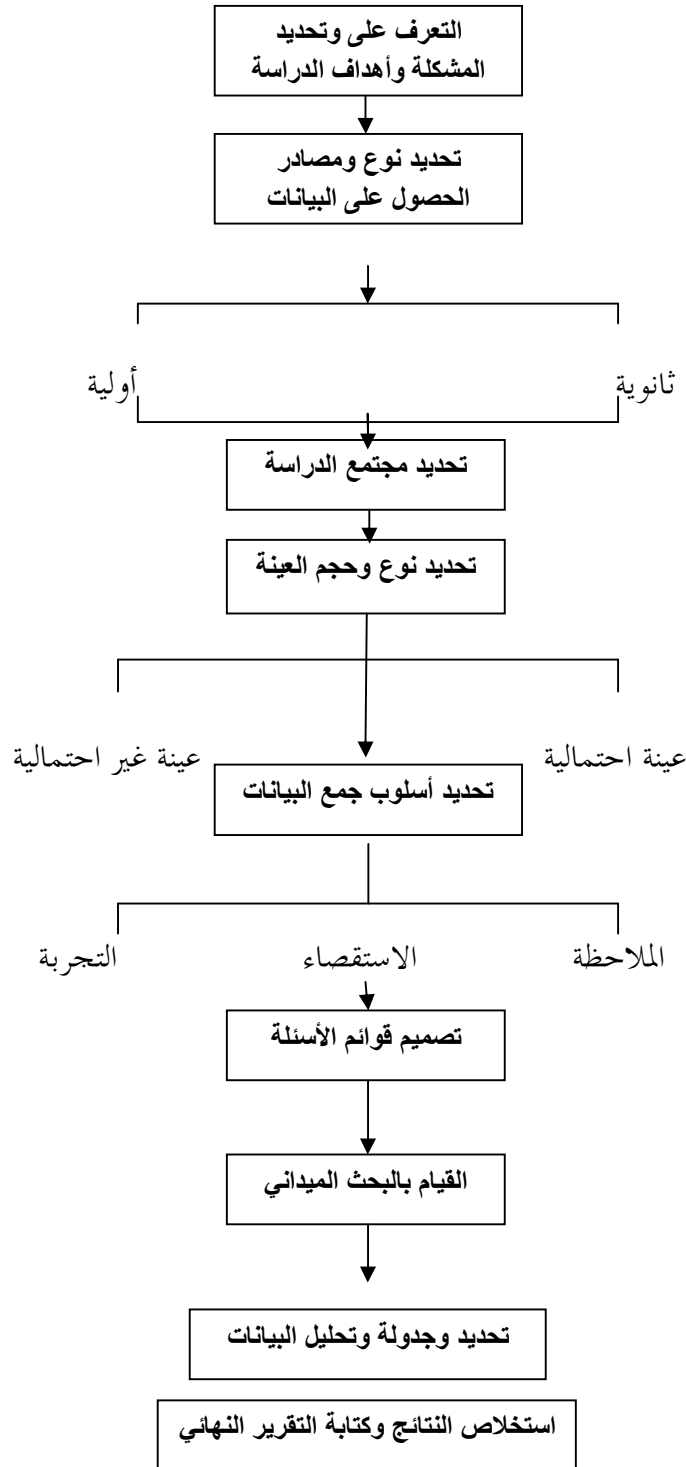 التعرف على وتحديد
المشكلة وأهداف الدراسة
تحديد نوع ومصادر
الحصول على البيانات
ثانوية
أولية
تحديد مجتمع الدراسة
تحديد نوع وحجم العينة
عينة احتمالية
عينة غير احتمالية
تحديد أسلوب جمع البيانات
الملاحظة
الاستقصاء
التجربة
تصميم قوائم الأسئلة
القيام بالبحث الميداني
تحديد وجدولة وتحليل البيانات
استخلاص النتائج وكتابة التقرير النهائي